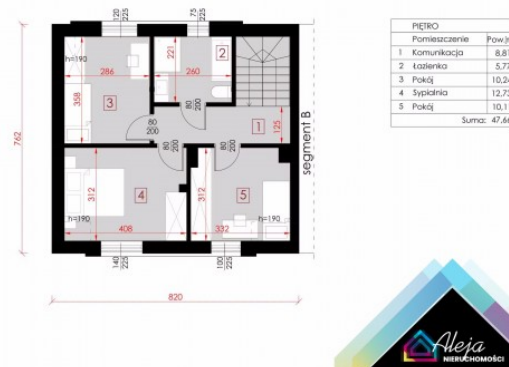 120
225
75
225
h=190
221
2
260
286
358
3
80
200
80
200
1
125
762
80
200
80
200
segment B
312
4
312
5
h=190
h=190
408
332
140
225
100
225
820
PIĘTRO
Pomieszczenie Pow.[m
1 Komunikacja 8,81
2 Łazienka 5,77
3 Pokój 10,24
4 Sypialnia 12,73
5 Pokój 10,11
Suma: 47,66
Aleja
NIERUCHOMOŚCI